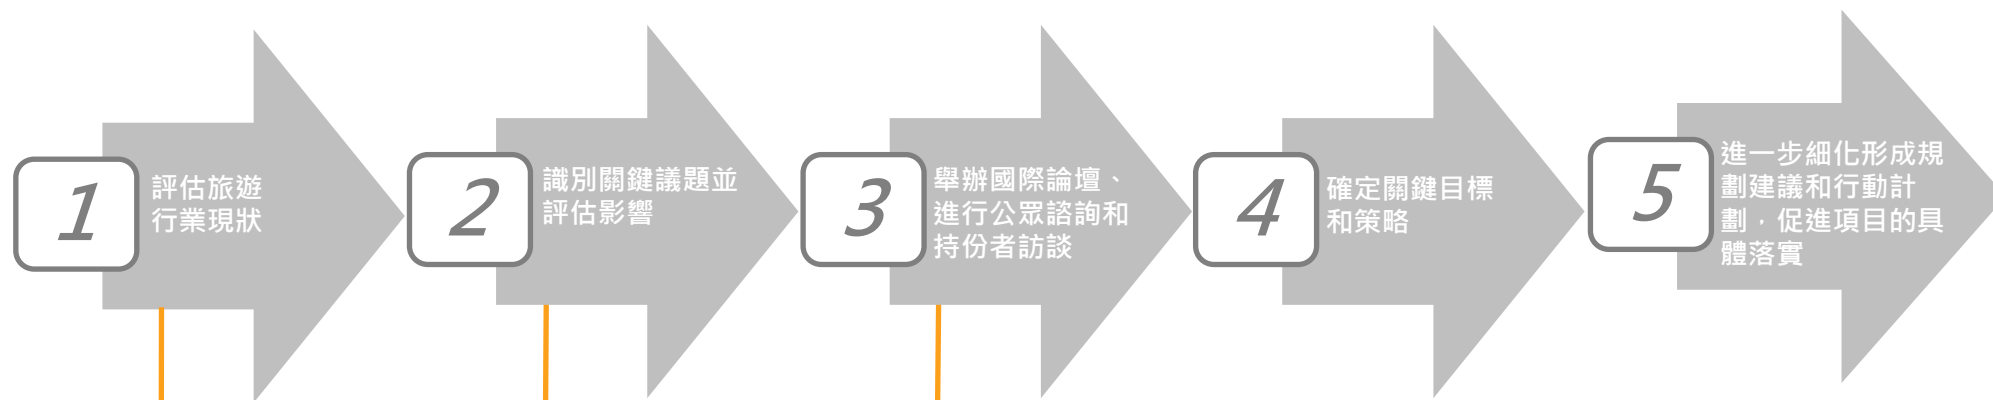 1
評估旅遊
行業現狀
2
識別關鍵議題並
評估影響
3
舉辦國際論壇、
進行公眾諮詢和
持份者訪談
4
確定關鍵目標
和策略
5
進一步細化形成規
劃建議和行動計
劃，促進項目的具
體落實